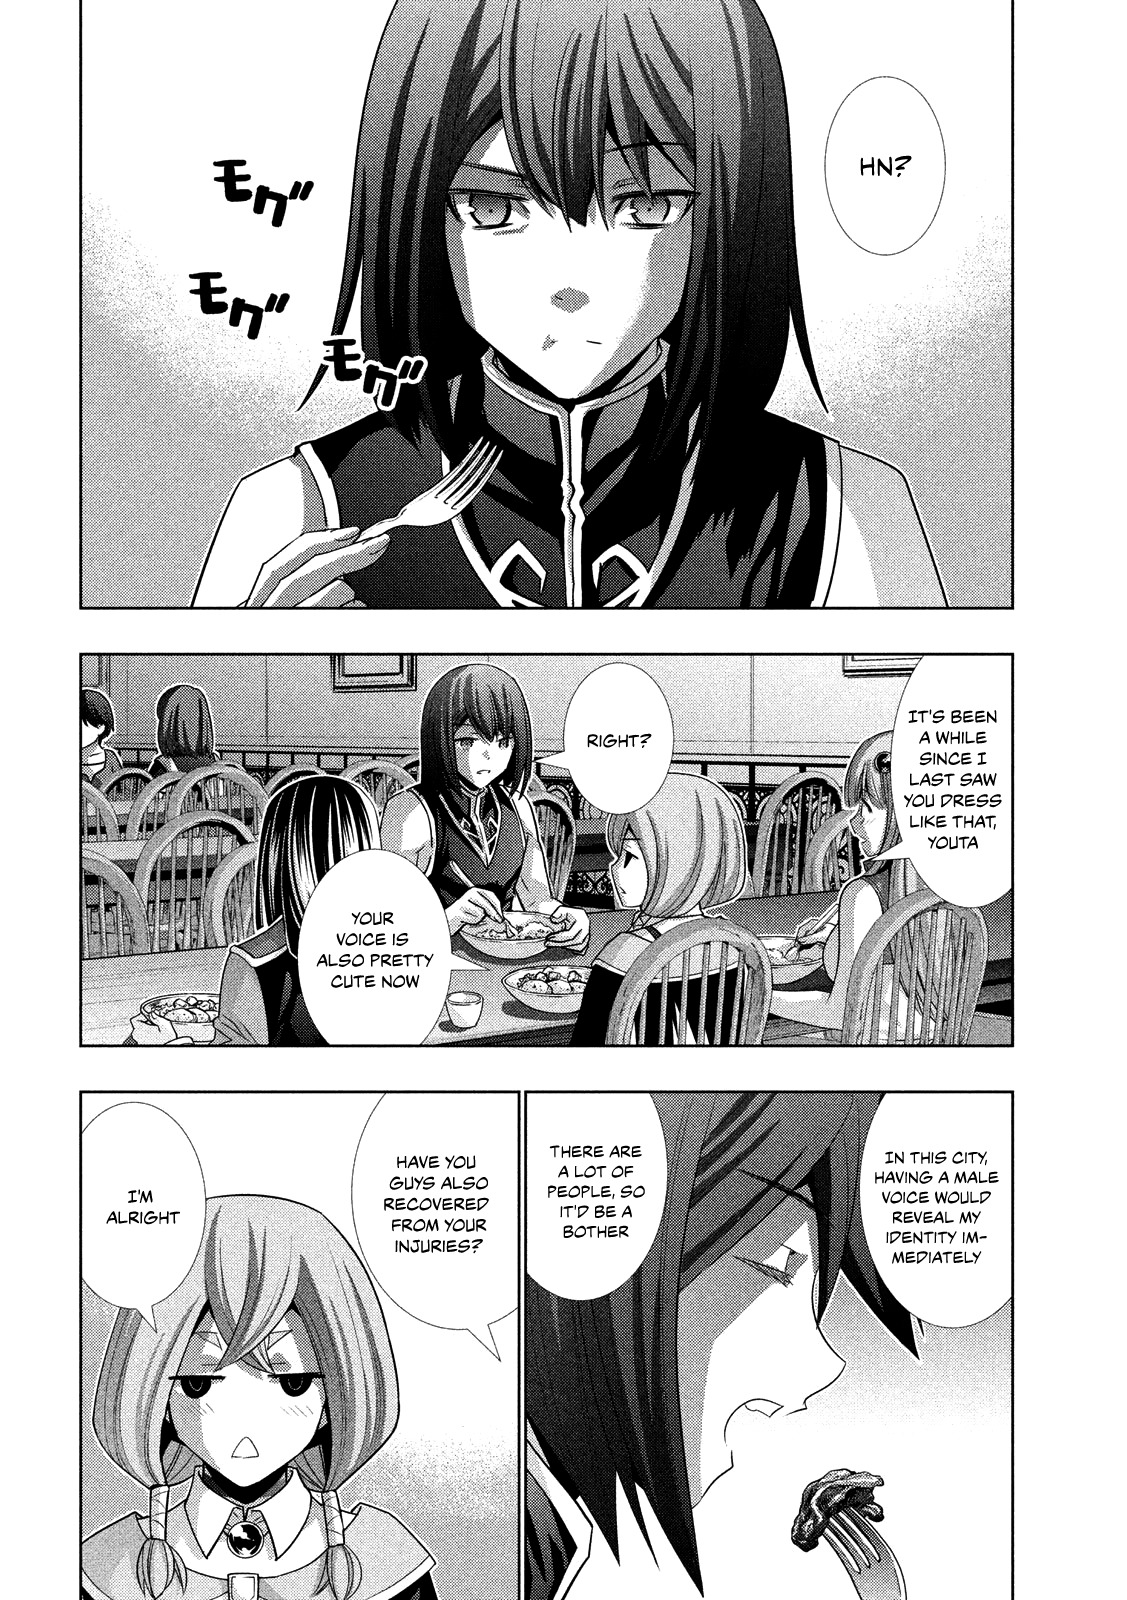 HN?
モグ゛
モグ゛
モグ゛
IT'S BEEN
A WHILE
SINCE I
LAST SAW
YOU DRESS
LIKE THAT,
YOUTA
RIGHT?
YOUR
VOICE IS
ALSO PRETTY
CUTE NOW
IN THIS CITY,
HAVING A MALE
VOICE WOULD
REVEAL MY
IDENTITY IM-
MEDIATELY
THERE ARE
A LOT OF
PEOPLE, SO
IT'D BE A
BOTHER
HAVE YOU
GUYS ALSO
RECOVERED
FROM YOUR
INJURIES?
I'M
ALRIGHT